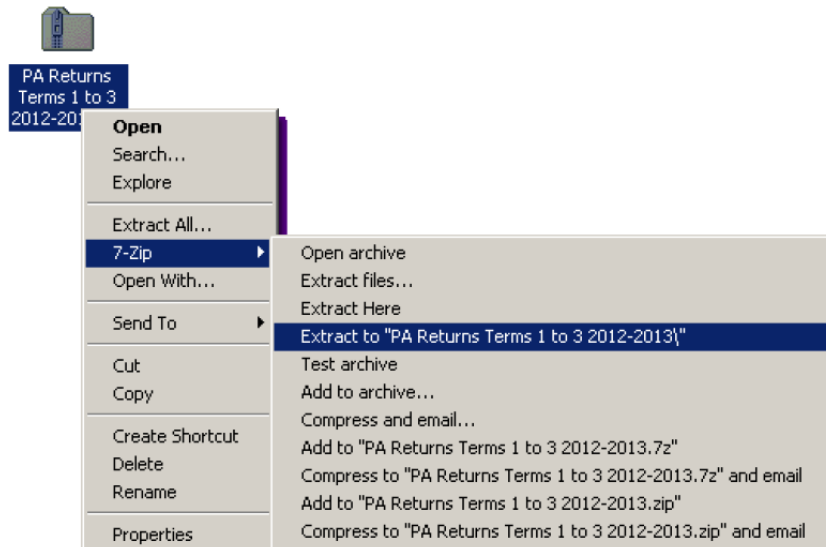 PA Returns
Terms 1 to 3
2012-20
Open
Search...
Explore
Extract All...
7-Zip
Open With...
Send To
Cut
Copy
Create Shortcut
Delete
Rename
Properties
Open archive
Extract files...
Extract Here
Extract to "PA Returns Terms 1 to 3 2012-2013\"
Test archive
Add to archive...
Compress and email...
Add to "PA Returns Terms 1 to 3 2012-2013.7z"
Compress to "PA Returns Terms 1 to 3 2012-2013.7z" and email
Add to "PA Returns Terms 1 to 3 2012-2013.zip"
Compress to "PA Returns Terms 1 to 3 2012-2013.zip" and email